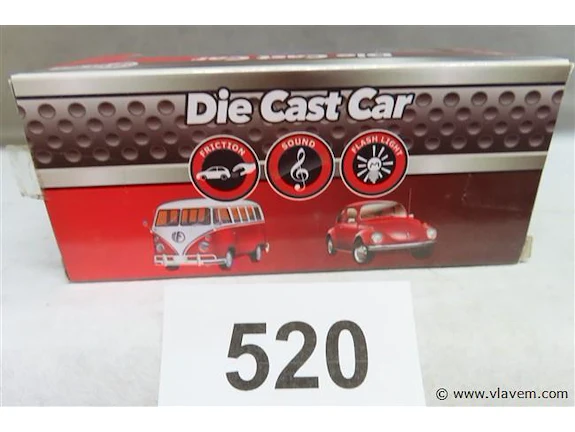 Die Cast Car
FRICTION
SOUND
FLASH LIGHT
520
© www.vlavem.com